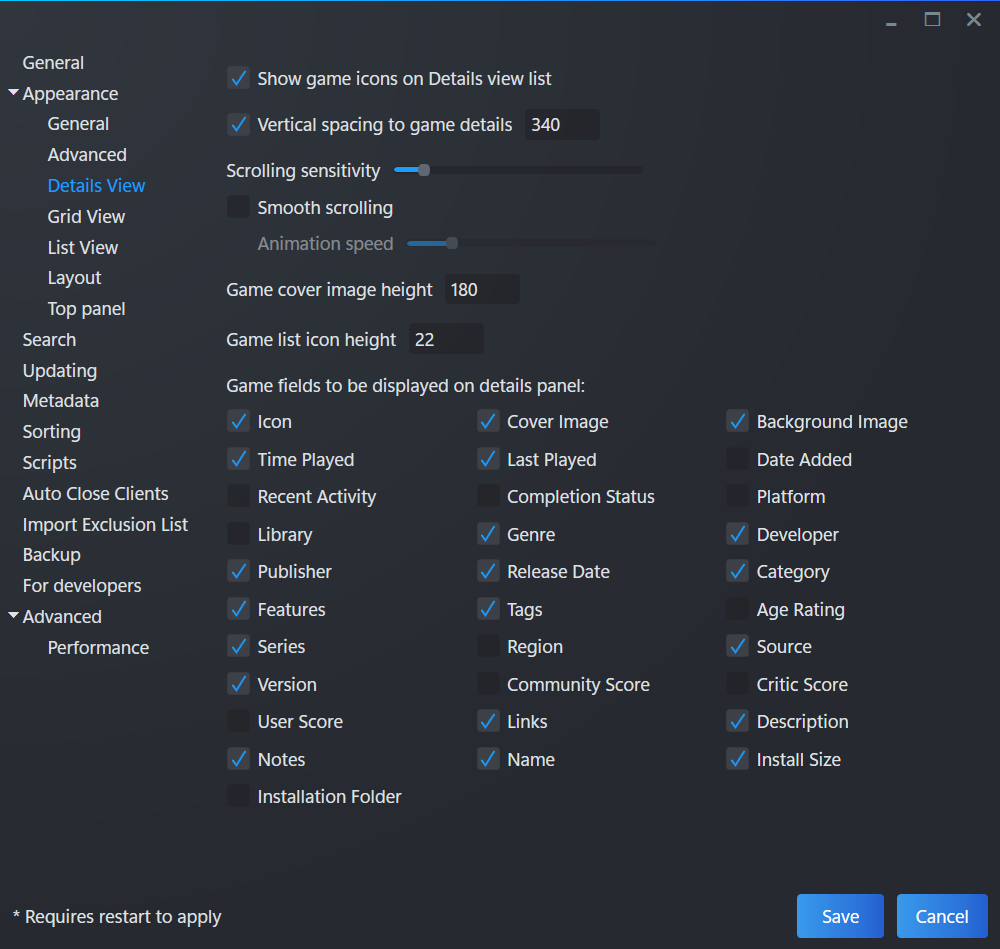 General
Appearance
General
Advanced
Details View
Grid View
List View
Layout
Top panel
Search
Updating
Metadata
Sorting
Scripts
Auto Close Clients
Import Exclusion List
Backup
For developers
Advanced
Performance
Show game icons on Details view list
Vertical spacing to game details 340
Scrolling sensitivity
Smooth scrolling
Animation speed
Game cover image height 180
Game list icon height 22
Game fields to be displayed on details panel:
Icon Cover Image Background Image
Time Played Last Played Date Added
Recent Activity Completion Status Platform
Library Genre Developer
Publisher Release Date Category
Features Tags Age Rating
Series Region Source
Version Community Score Critic Score
User Score Links Description
Notes Name Install Size
Installation Folder
* Requires restart to apply
Save Cancel